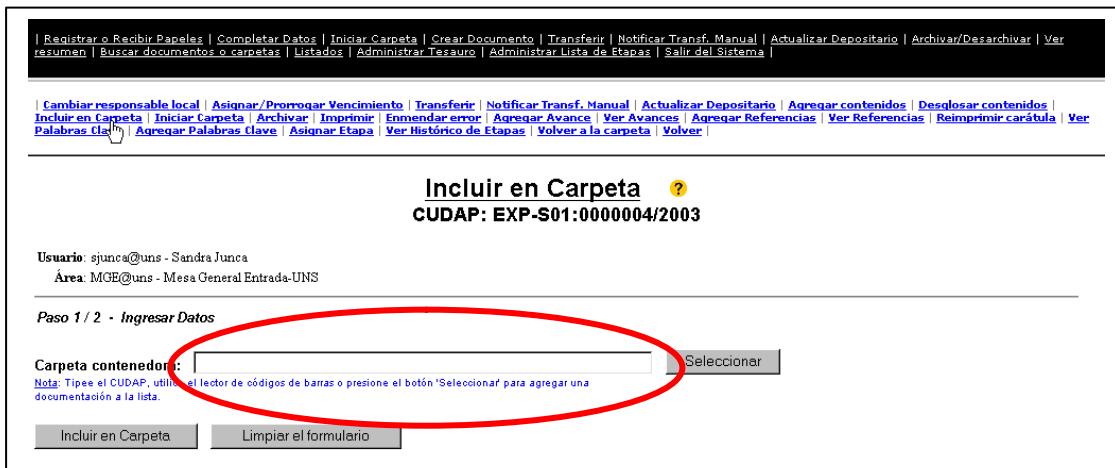 | Registrar o Recibir Papeles | Completar Datos | Iniciar Carpeta | Crear Documento | Transferir | Notificar Transf. Manual | Actualizar Depositario | Archivar/Desarchivar | Ver
resumen | Buscar documentos o carpetas | Listados | Administrar Tesauro | Administrar Lista de Etapas | Salir del Sistema |
| Cambiar responsable local | Asignar/Prorrogar Vencimiento | Transferir | Notificar Transf. Manual | Actualizar Depositario | Agregar contenidos | Desglosar contenidos |
Incluir en Carpeta | Iniciar Carpeta | Archivar | Imprimir | Enmendar error | Agregar Avance | Ver Avances | Agregar Referencias | Ver Referencias | Reimprimir carátula | Ver
Palabras Clave | Agregar Palabras Clave | Asignar Etapa | Ver Histórico de Etapas | Volver a la carpeta | Volver |
Incluir en Carpeta ?
CUDAP: EXP-S01:0000004/2003
Usuario: sjunca@uns - Sandra Junca
Área: MGE@uns - Mesa General Entrada-UNS
Paso 1 / 2 - Ingresar Datos
Carpeta contenedora: Seleccionar
Nota: Tipee el CUDAP, utilice el lector de códigos de barras o presione el botón 'Seleccionar' para agregar una
documentación a la lista.
Incluir en Carpeta Limpiar el formulario